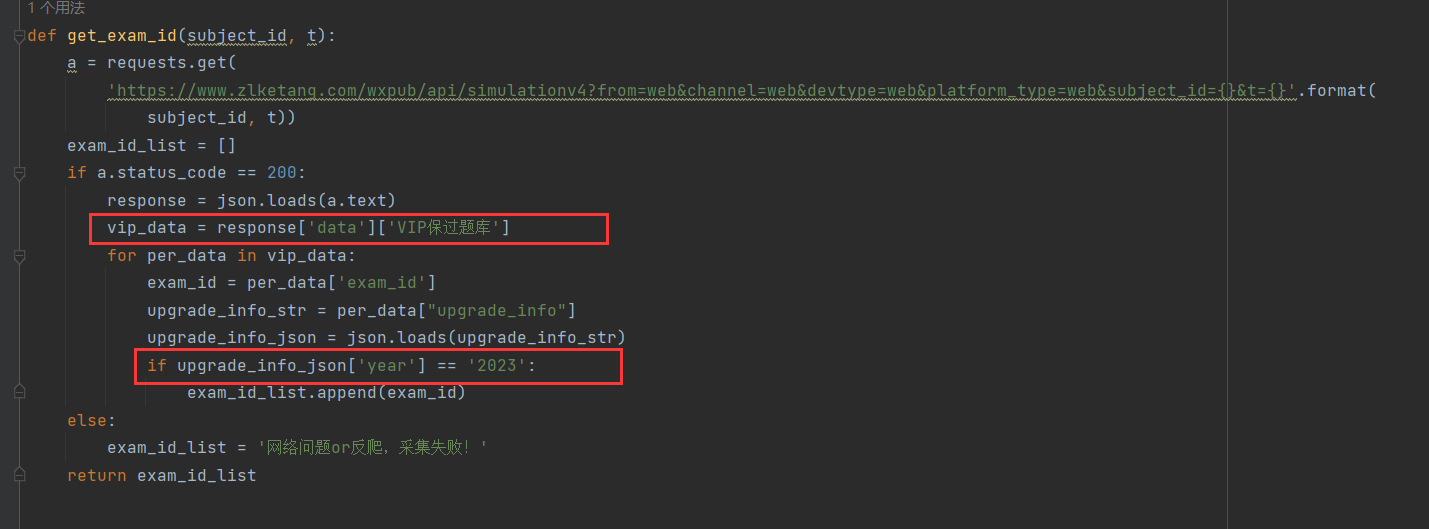 1 个用法
def get_exam_id(subject_id, t):
a = requests.get(
'https://www.zlketang.com/wxpub/api/simulationv4?from=web&channel=web&devtype=web&platform_type=web&subject_id={}&t={}'.format(
subject_id, t))
exam_id_list = []
if a.status_code == 200:
response = json.loads(a.text)
vip_data = response['data']['VIP保过题库']
for per_data in vip_data:
exam_id = per_data['exam_id']
upgrade_info_str = per_data["upgrade_info"]
upgrade_info_json = json.loads(upgrade_info_str)
if upgrade_info_json['year'] == '2023':
exam_id_list.append(exam_id)
else:
exam_id_list = '网络问题or反爬，采集失败！'
return exam_id_list